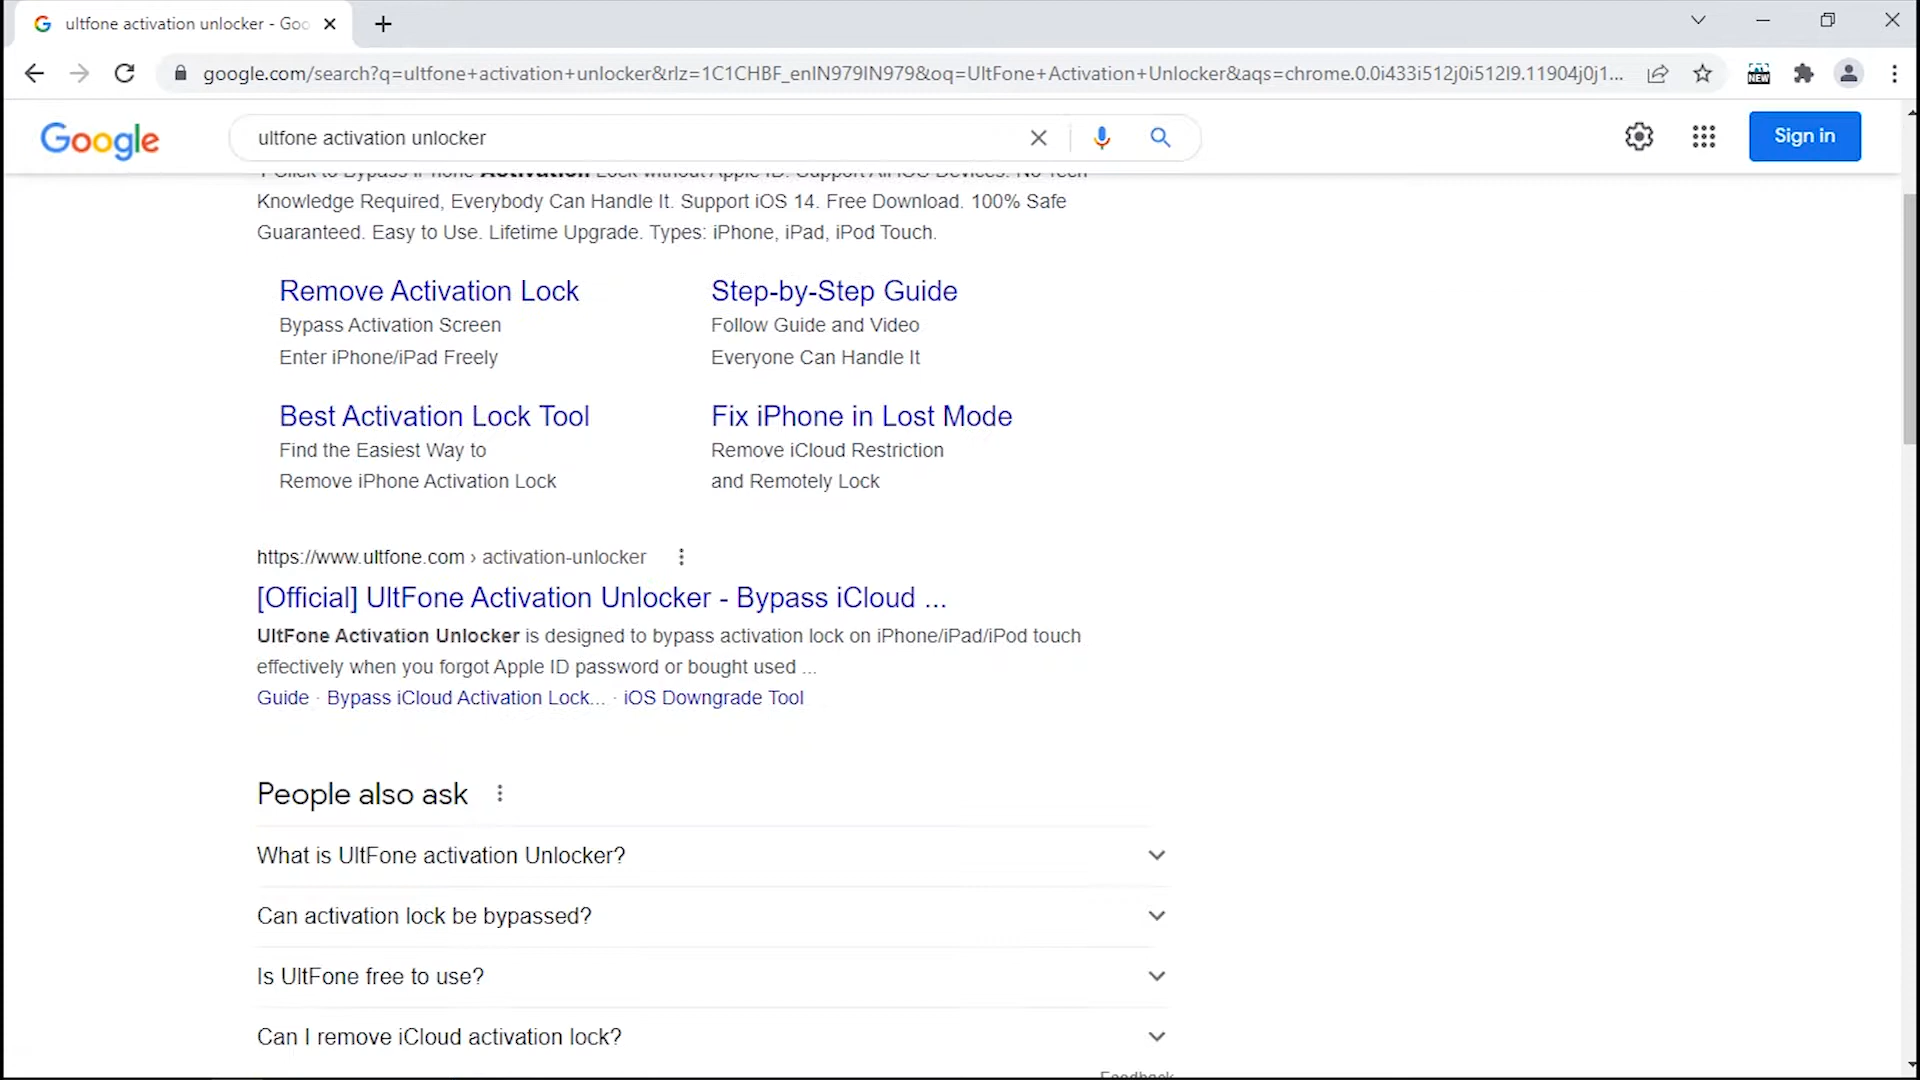 ultfone activation unlocker - Goo
google.com/search?q=ultfone+activation+unlocker&rlz=1C1CHBF_enIN979IN979&oq=UltFone+Activation+Unlocker&aqs=chrome.0.0i433i512j0i512l9.11904j0j1...
NEW
Google
ultfone activation unlocker
Sign in
1 Click to Bypass iPhone Activation Lock without Apple ID. Support All iOS Devices. No Tech
Knowledge Required, Everybody Can Handle It. Support iOS 14. Free Download. 100% Safe
Guaranteed. Easy to Use. Lifetime Upgrade. Types: iPhone, iPad, iPod Touch.
Remove Activation Lock
Bypass Activation Screen
Enter iPhone/iPad Freely
Step-by-Step Guide
Follow Guide and Video
Everyone Can Handle It
Best Activation Lock Tool
Find the Easiest Way to
Remove iPhone Activation Lock
Fix iPhone in Lost Mode
Remove iCloud Restriction
and Remotely Lock
https://www.ultfone.com › activation-unlocker
[Official] UltFone Activation Unlocker - Bypass iCloud ...
UltFone Activation Unlocker is designed to bypass activation lock on iPhone/iPad/iPod touch
effectively when you forgot Apple ID password or bought used ...
Guide · Bypass iCloud Activation Lock... · iOS Downgrade Tool
People also ask
What is UltFone activation Unlocker?
Can activation lock be bypassed?
Is UltFone free to use?
Can I remove iCloud activation lock?
Feedback